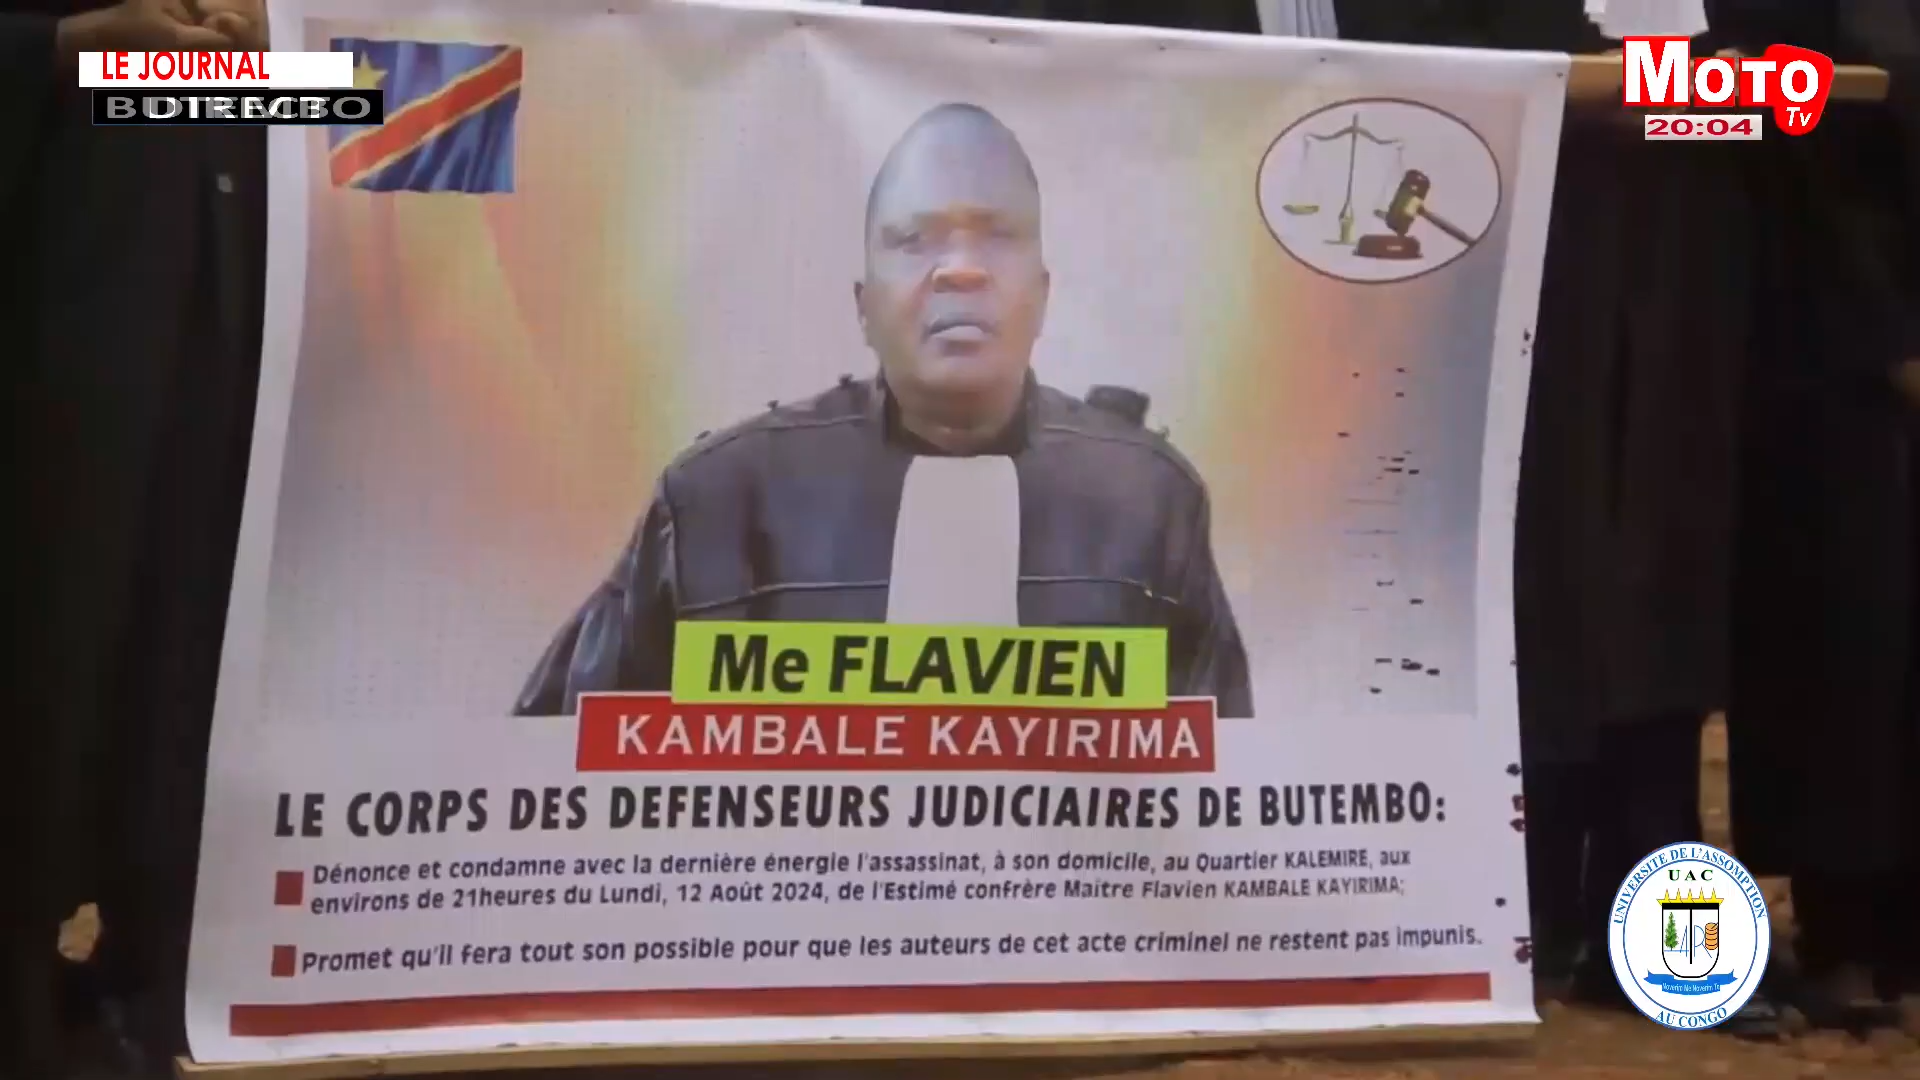 LE JOURNAL
MOTO
Tv
20:04
Me FLAVIEN
KAMBALE KAYIRIMA
LE CORPS DES DEFENSEURS JUDICIAIRES DE BUTEMBO:
Dénonce et condamne avec la dernière énergie l'assassinat, à son domicile, au Quartier KALEMIRE, aux
environs de 21heures du Lundi, 12 Août 2024, de l'Estimé confrère Maître Flavien KAMBALE KAYIRIMA;
Promet qu'il fera tout son possible pour que les auteurs de cet acte criminel ne restent pas impunis.
UNIVERSITE DE L'ASSOMPTION
UAC
AU CONGO